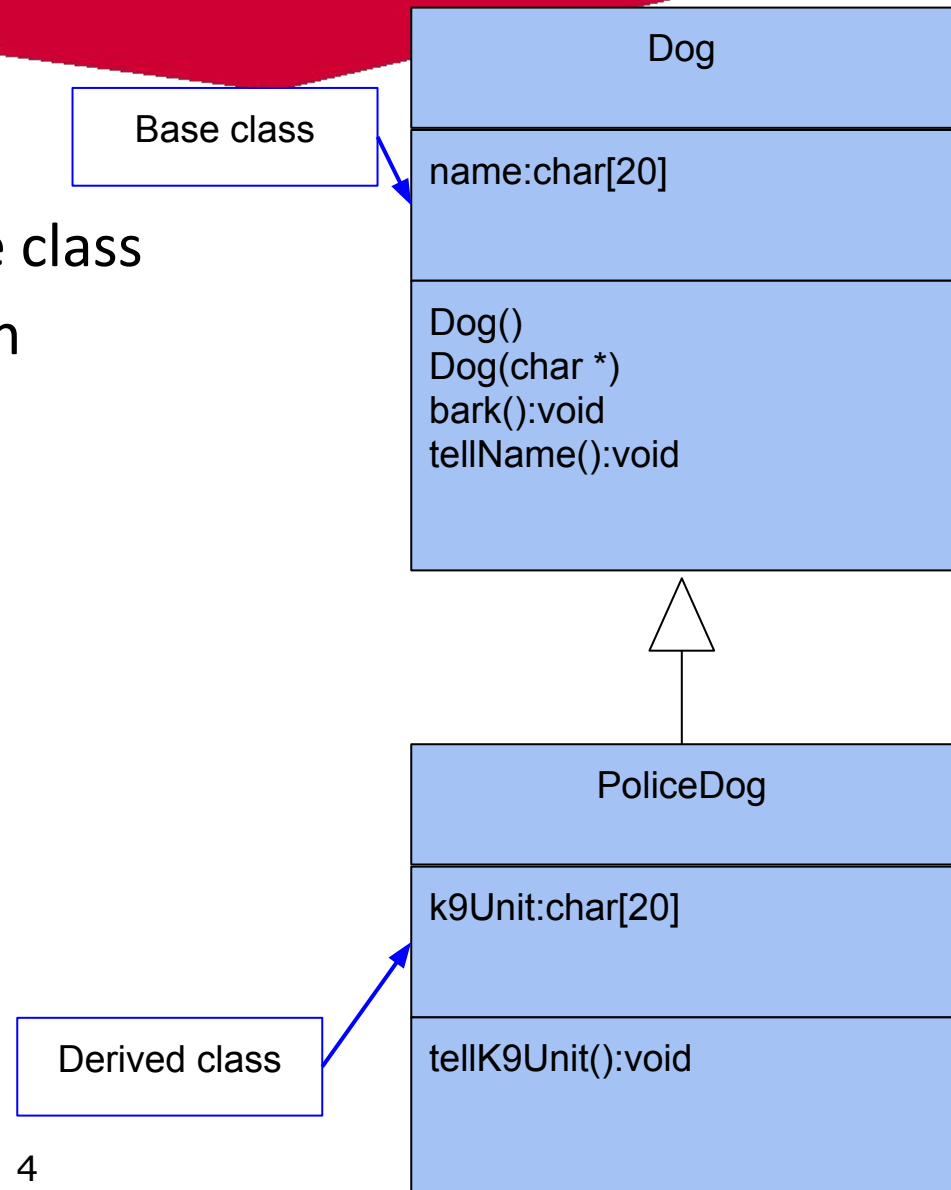 Dog
Base class
name:char[20]
e class
n
Dog()
Dog(char *)
bark():void
tellName():void
PoliceDog
k9Unit:char[20]
Derived class
tellK9Unit():void
4